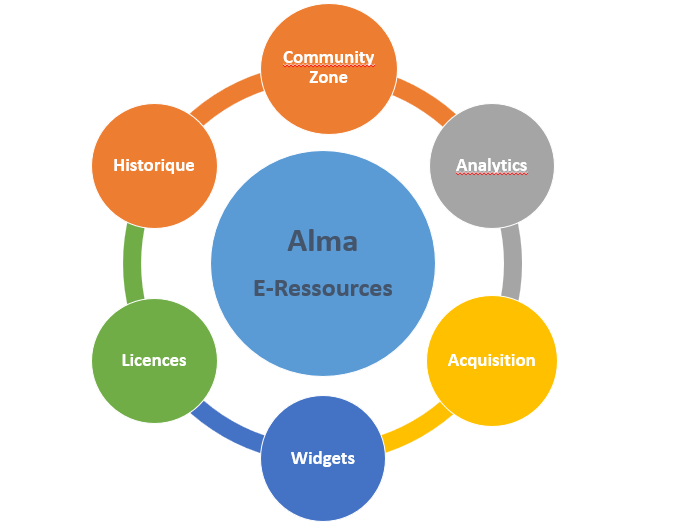 Community
Zone
Historique
Analytics
Alma
E-Ressources
Licences
Acquisition
Widgets